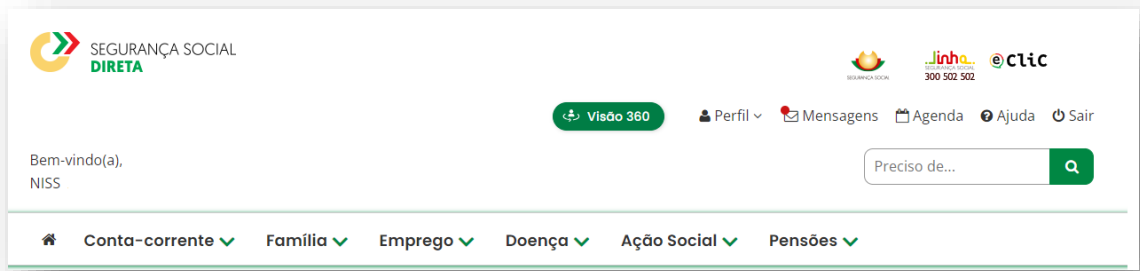 SEGURANÇA SOCIAL
DIRETA
SEGURANÇA SOCIAL
Linha
SEGURANÇA SOCIAL
300 502 502
e clic
Visão 360
Perfil
Mensagens
Agenda
Ajuda
Sair
Bem-vindo(a),
NISS
Preciso de...
Conta-corrente
Família
Emprego
Doença
Ação Social
Pensões